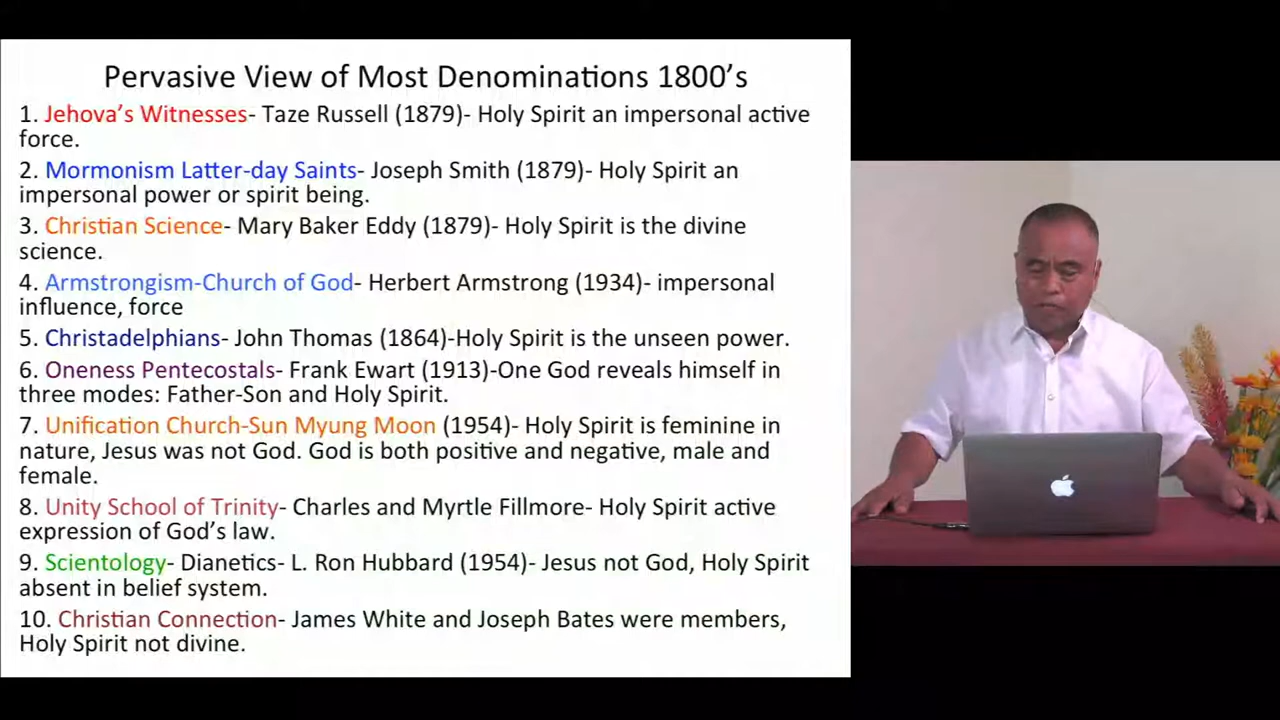 Pervasive View of Most Denominations 1800's
1. Jehova's Witnesses- Taze Russell (1879)- Holy Spirit an impersonal active
force.
2. Mormonism Latter-day Saints- Joseph Smith (1879)- Holy Spirit an
impersonal power or spirit being.
3. Christian Science- Mary Baker Eddy (1879)- Holy Spirit is the divine
science.
4. Armstrongism-Church of God- Herbert Armstrong (1934)- impersonal
influence, force
5. Christadelphians- John Thomas (1864)-Holy Spirit is the unseen power.
6. Oneness Pentecostals- Frank Ewart (1913)-One God reveals himself in
three modes: Father-Son and Holy Spirit.
7. Unification Church-Sun Myung Moon (1954)- Holy Spirit is feminine in
nature, Jesus was not God. God is both positive and negative, male and
female.
8. Unity School of Trinity- Charles and Myrtle Fillmore- Holy Spirit active
expression of God's law.
9. Scientology- Dianetics- L. Ron Hubbard (1954)- Jesus not God, Holy Spirit
absent in belief system.
10. Christian Connection- James White and Joseph Bates were members,
Holy Spirit not divine.